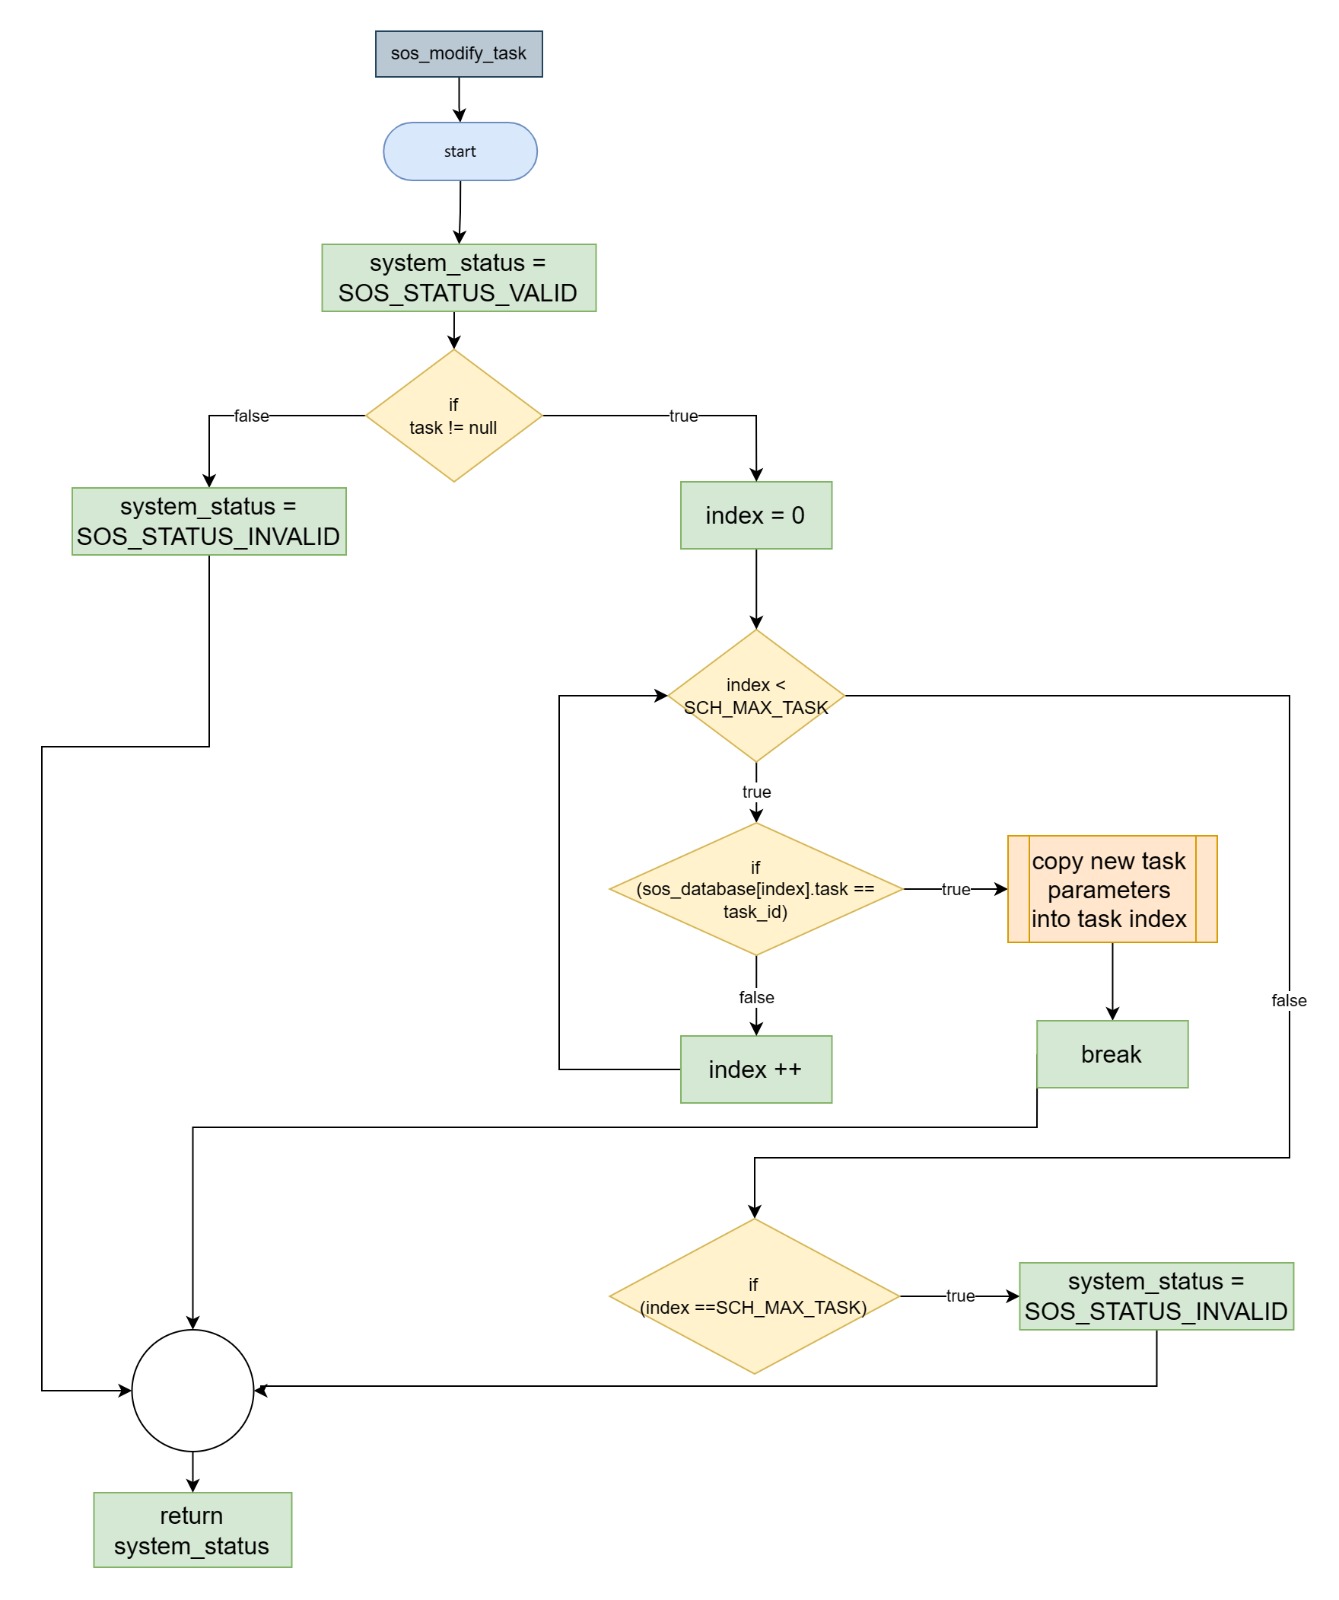 sos_modify_task
start
system_status =
SOS_STATUS_VALID
if
task != null
false
true
system_status =
SOS_STATUS_INVALID
index = 0
index <
SCH_MAX_TASK
true
if
(sos_database[index].task ==
task_id)
true
copy new task
parameters
into task index
false
false
index ++
break
if
(index ==SCH_MAX_TASK)
true
system_status =
SOS_STATUS_INVALID
return
system_status